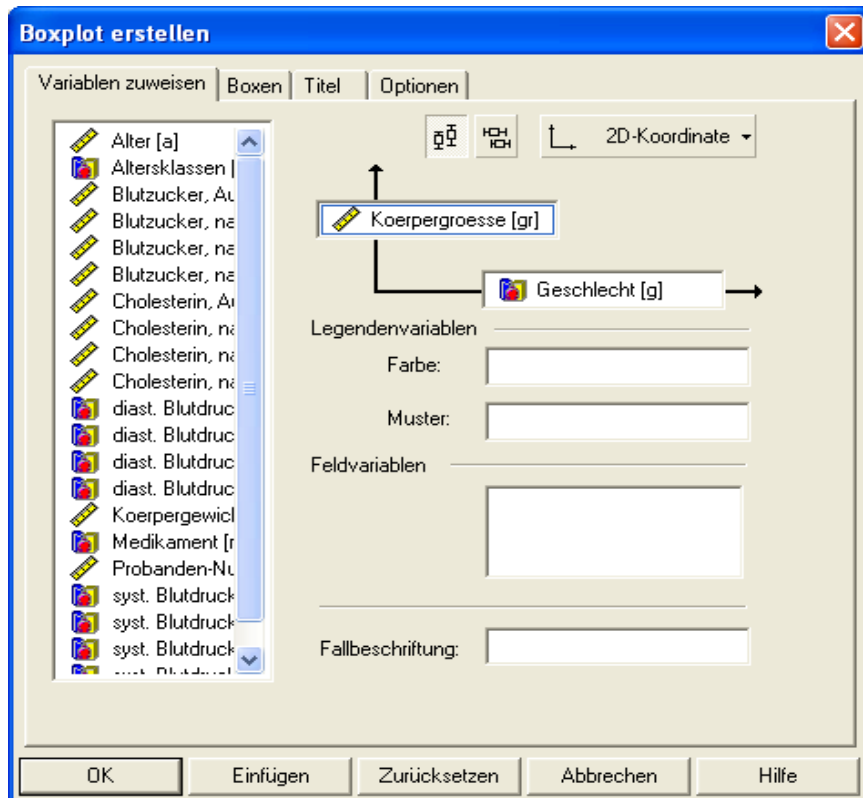 Boxplot erstellen
Variablen zuweisen
Boxen
Titel
Optionen
Alter [a]
Altersklassen [
Blutzucker, Au
Blutzucker, na
Blutzucker, na
Blutzucker, na
Cholesterin, Au
Cholesterin, na
Cholesterin, na
Cholesterin, na
diast. Blutdruc
diast. Blutdruc
diast. Blutdruc
diast. Blutdruc
Koerpergewicl
Medikament [r
Probanden-Nu
syst. Blutdruck
syst. Blutdruck
syst. Blutdruck
2D-Koordinate
Koerpergroesse [gr]
Geschlecht [g]
Legendenvariablen
Farbe:
Muster:
Feldvariablen
Fallbeschriftung:
OK
Einfügen
Zurücksetzen
Abbrechen
Hilfe